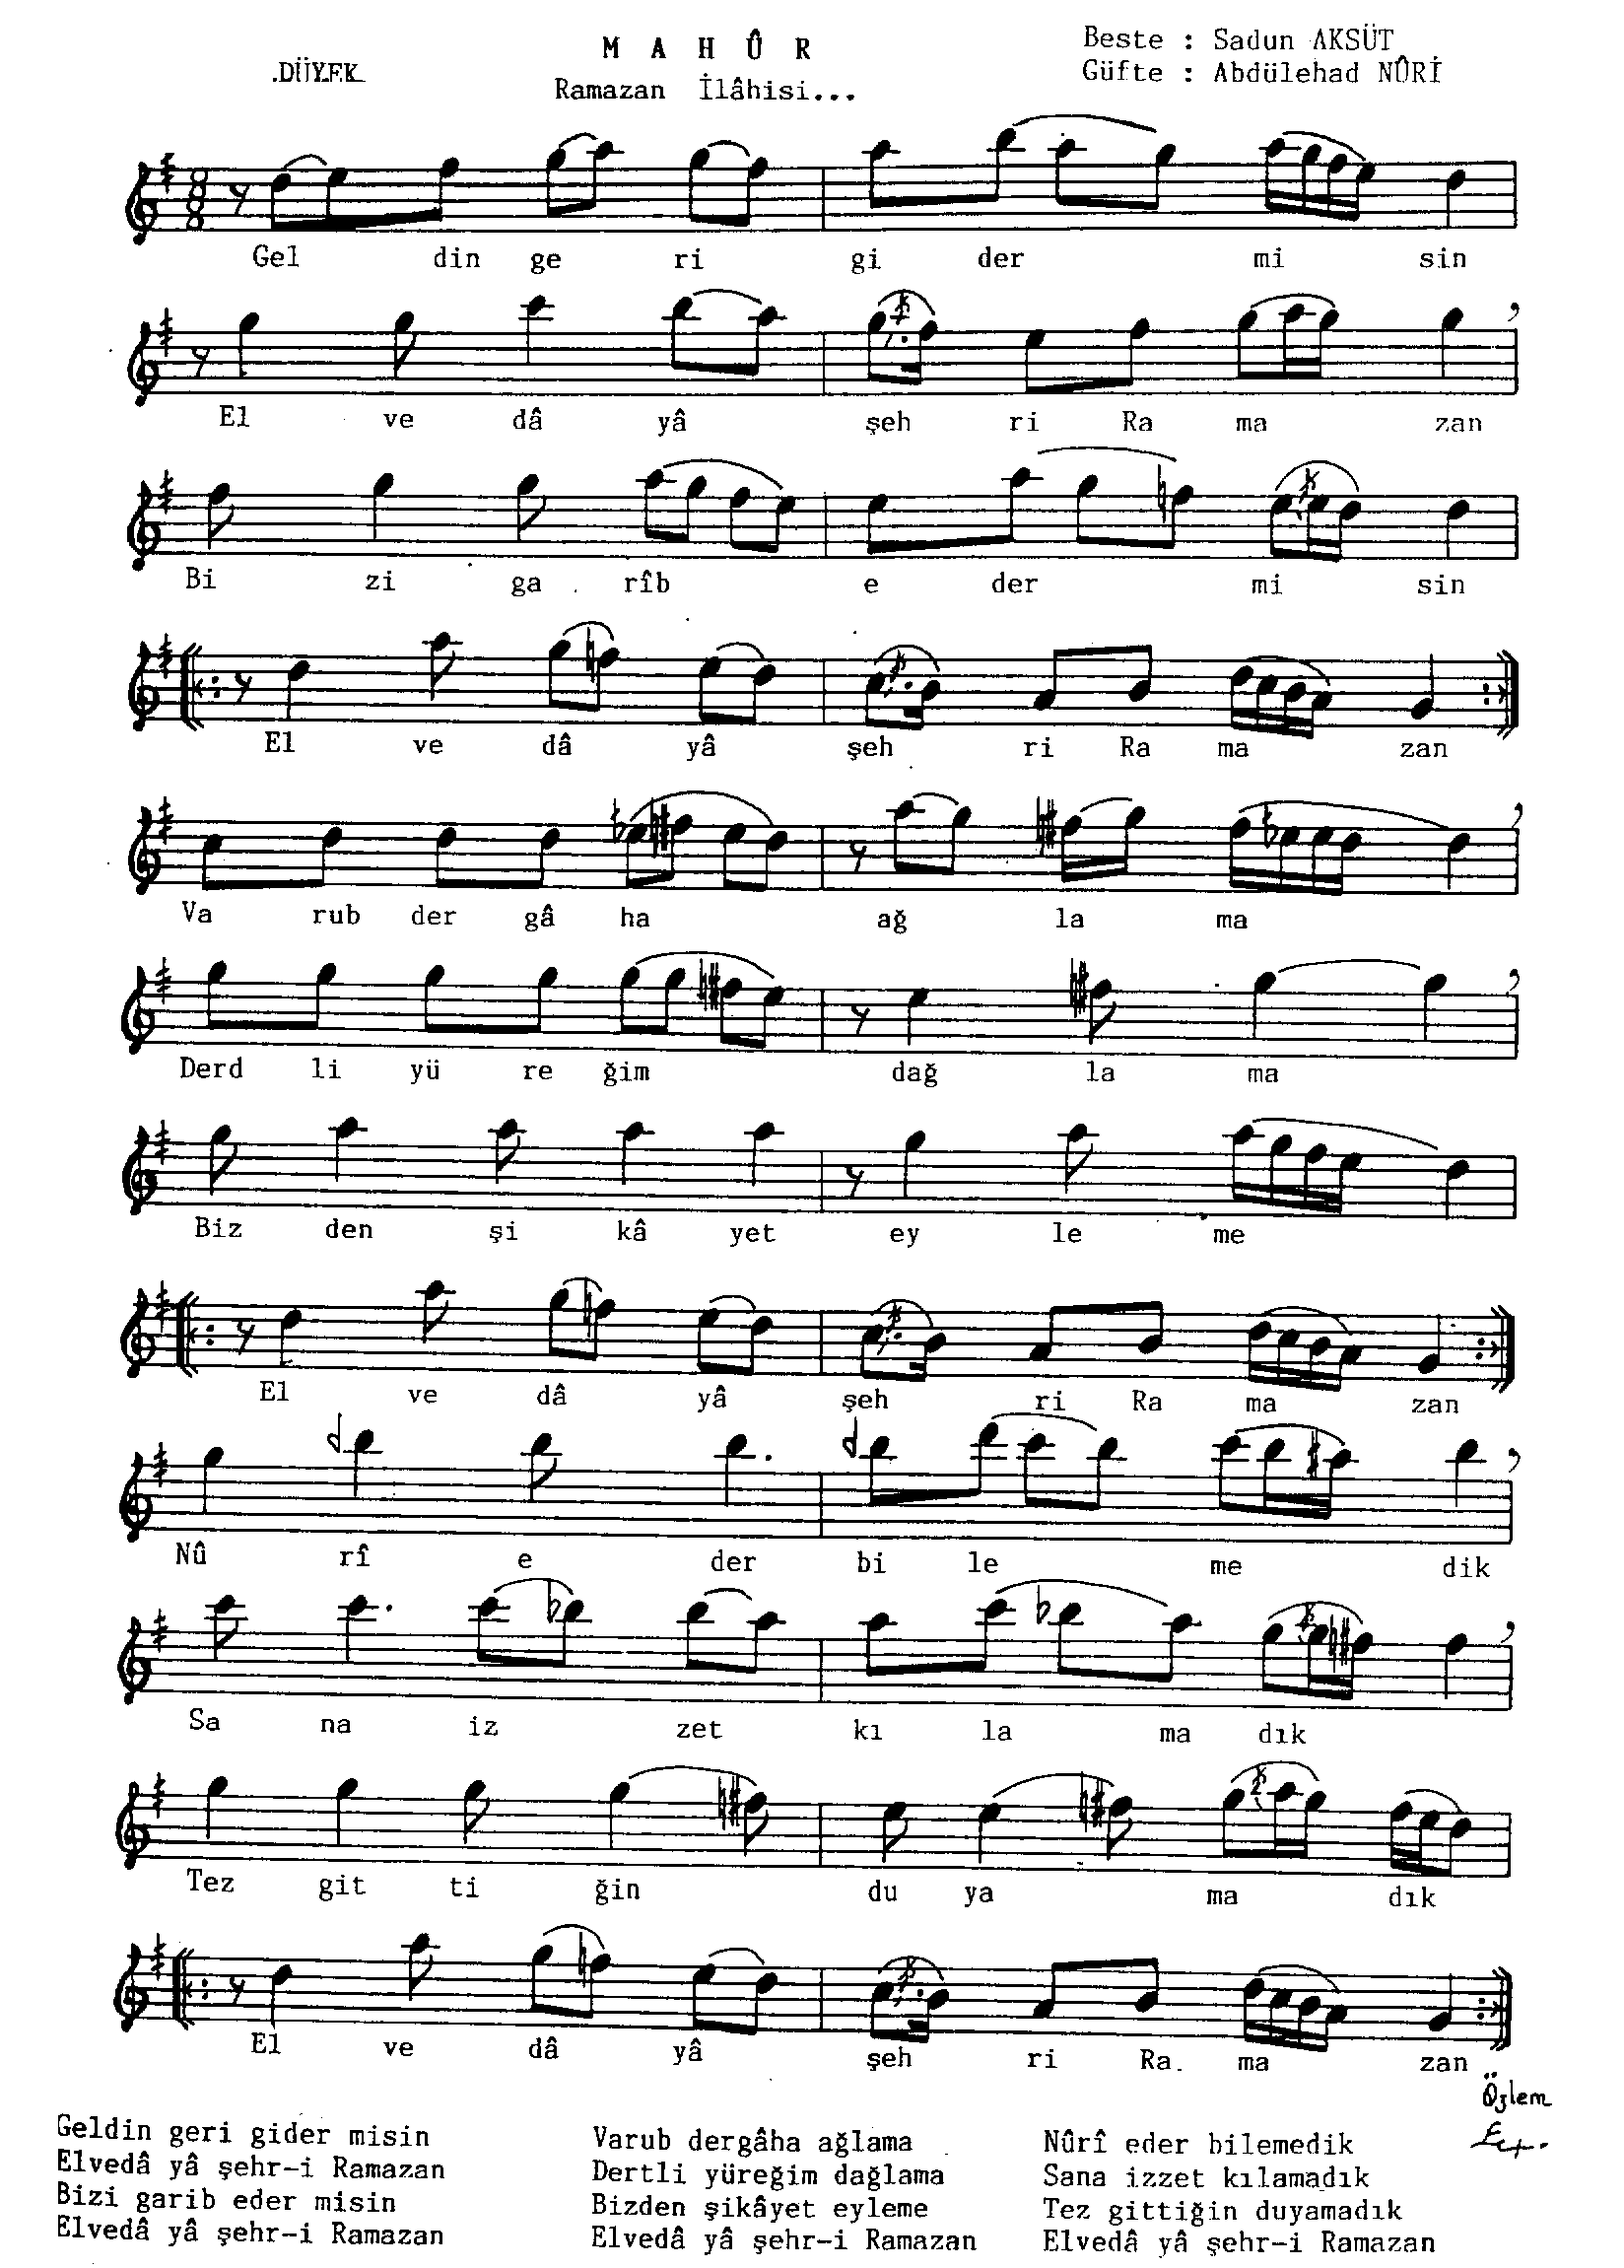 M A H Û R
Beste : Sadun AKSÜT
.DÜYEK
Ramazan İlâhisi...
Güfte : Abdülehad NÛRİ
8
8
Gel din ge ri gi der mi sin
El ve dâ yâ şeh ri Ra ma zan
Bi zi ga rîb e der mi sin
El ve dâ yâ şeh ri Ra ma zan
Va rub der gâ ha ağ la ma
Derd li yü re ğim dağ la ma
Biz den şi kâ yet ey le me
El ve dâ yâ şeh ri Ra ma zan
Nû rî e der bi le me dik
Sa na iz zet kı la ma dık
Tez git ti ğin du ya ma dık
El ve dâ yâ şeh ri Ra. ma zan
Özlem
Geldin geri gider misin
Elvedâ yâ şehr-i Ramazan
Bizi garib eder misin
Elvedâ yâ şehr-i Ramazan
Varub dergâha ağlama
Dertli yüreğim dağlama
Bizden şikâyet eyleme
Elvedâ yâ şehr-i Ramazan
Nûrî eder bilemedik
Sana izzet kılamadık
Tez gittiğin duyamadık
Elvedâ yâ şehr-i Ramazan